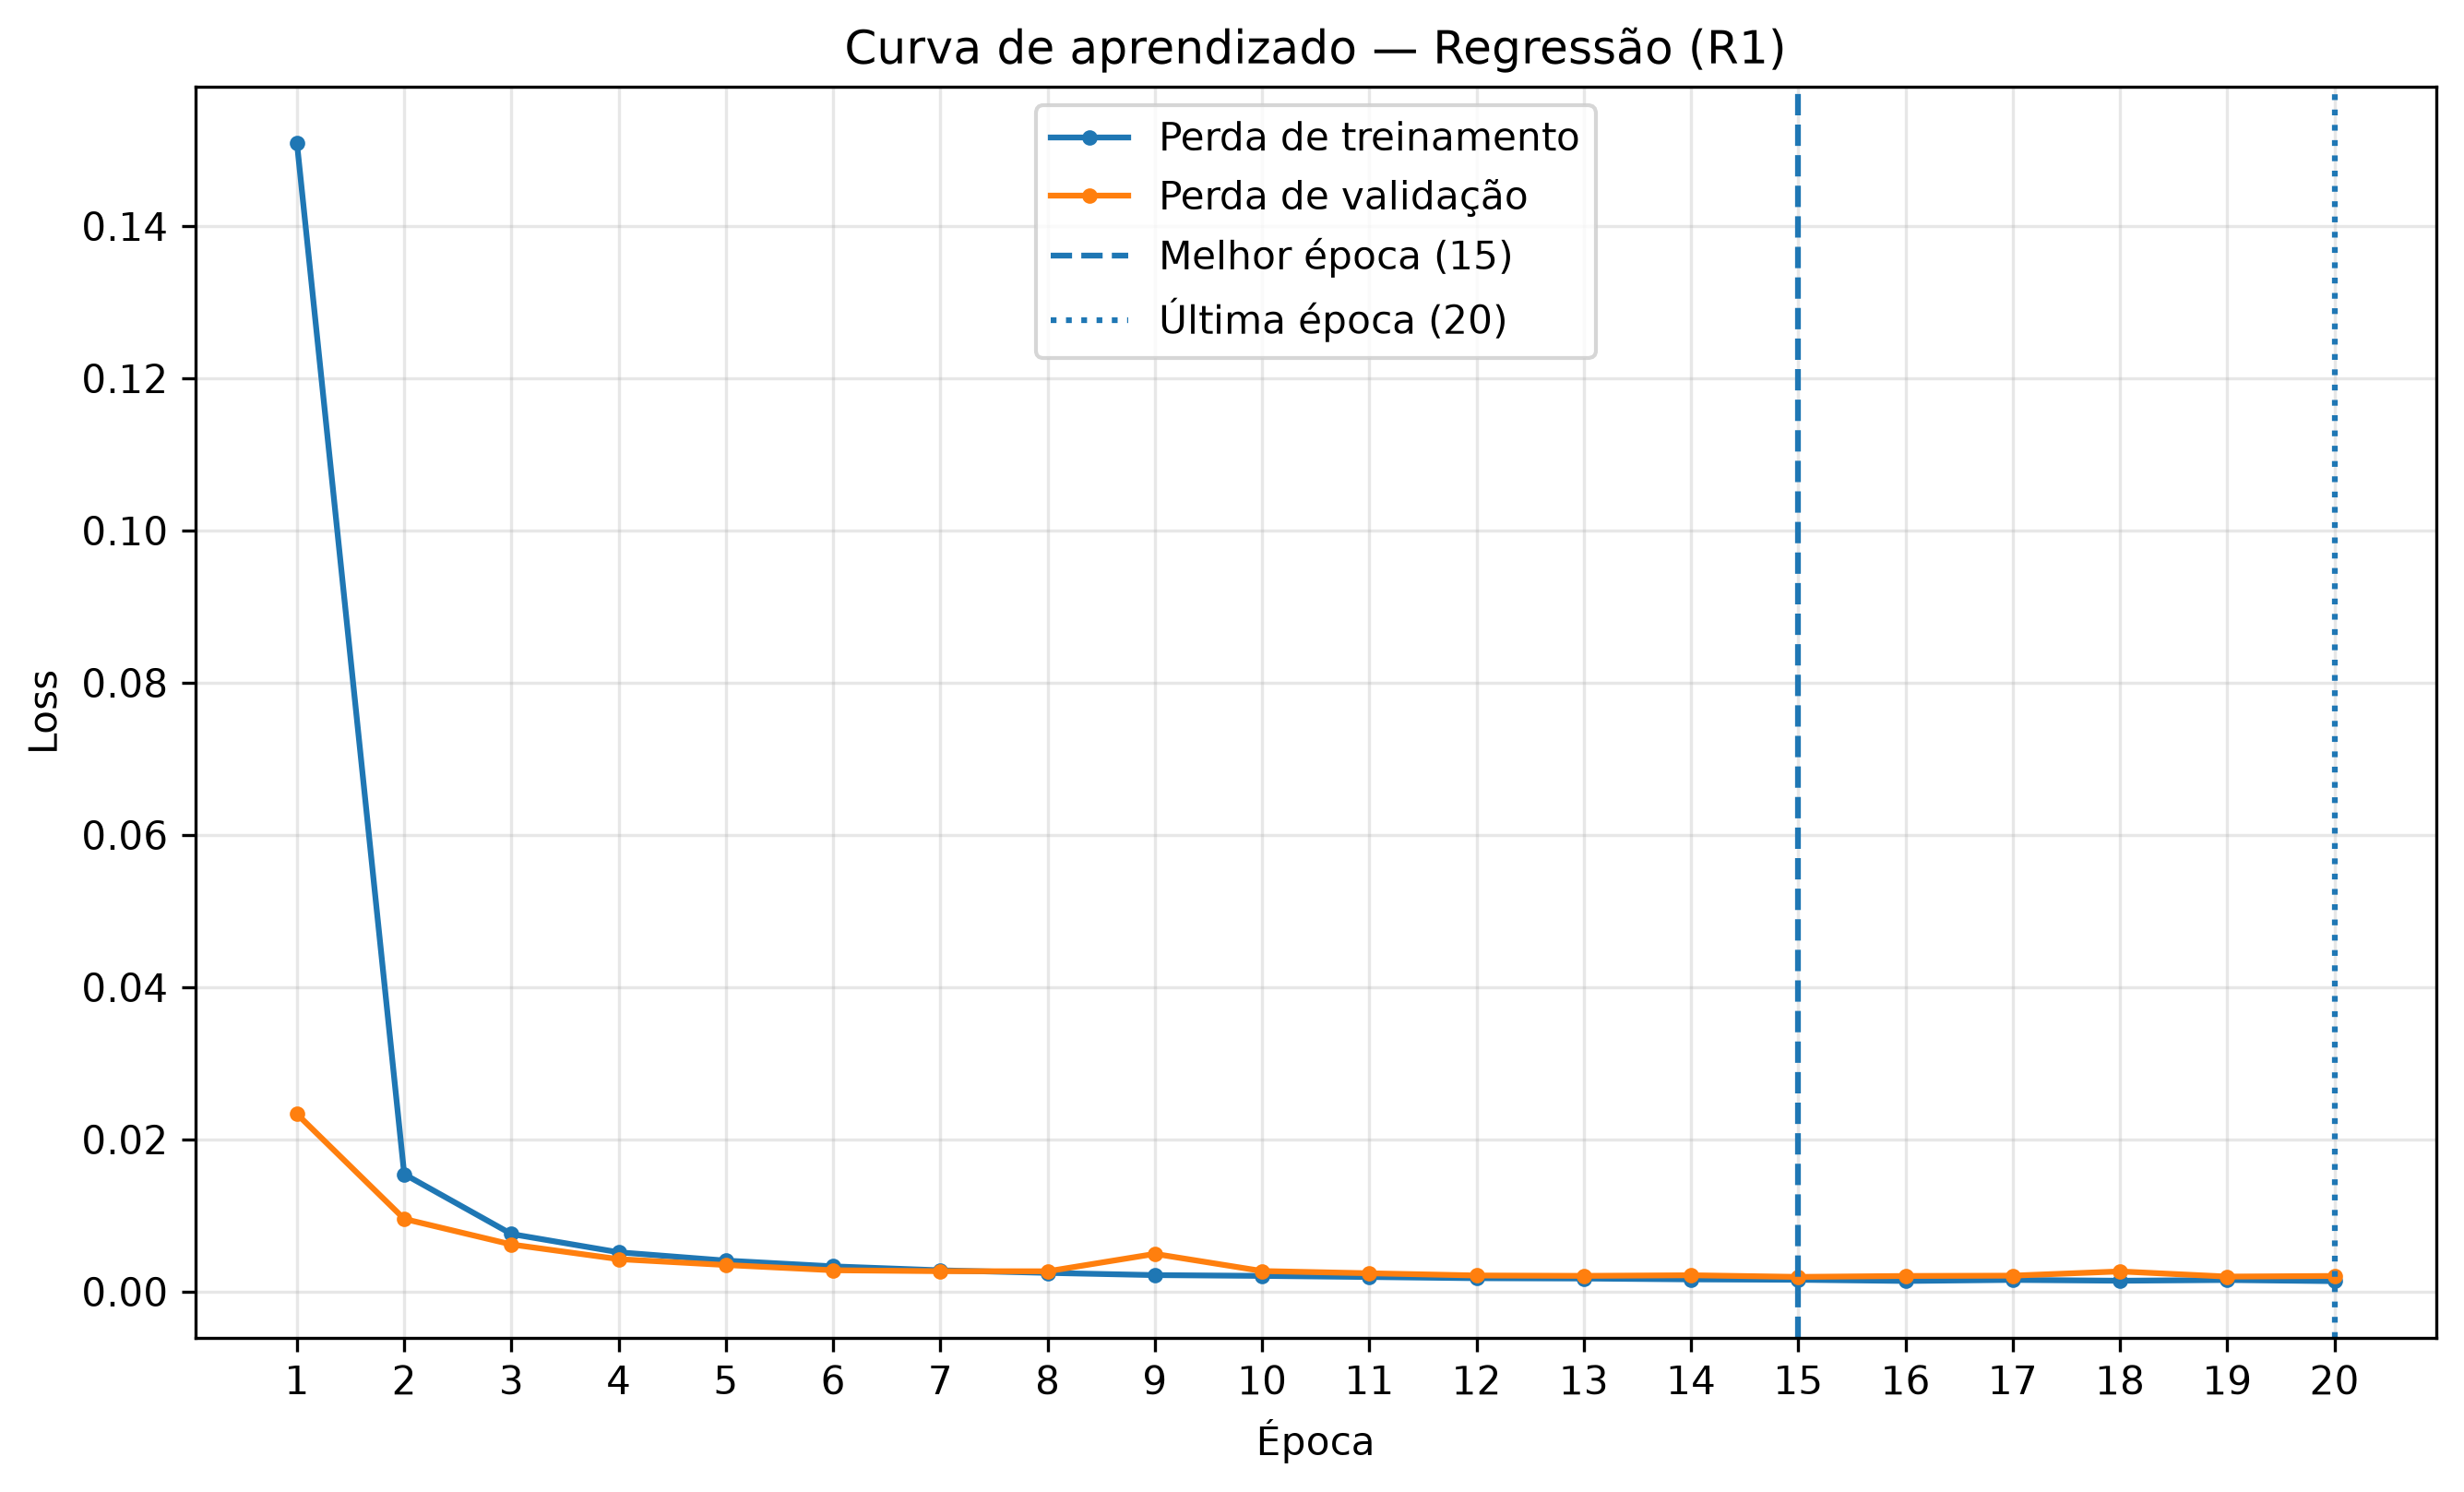 Curva de aprendizado — Regressão (R1)
Perda de treinamento
Perda de validação
Melhor época (15)
Última época (20)
Loss
0.14
0.12
0.10
0.08
0.06
0.04
0.02
0.00
1 2 3 4 5 6 7 8 9 10 11 12 13 14 15 16 17 18 19 20
Época